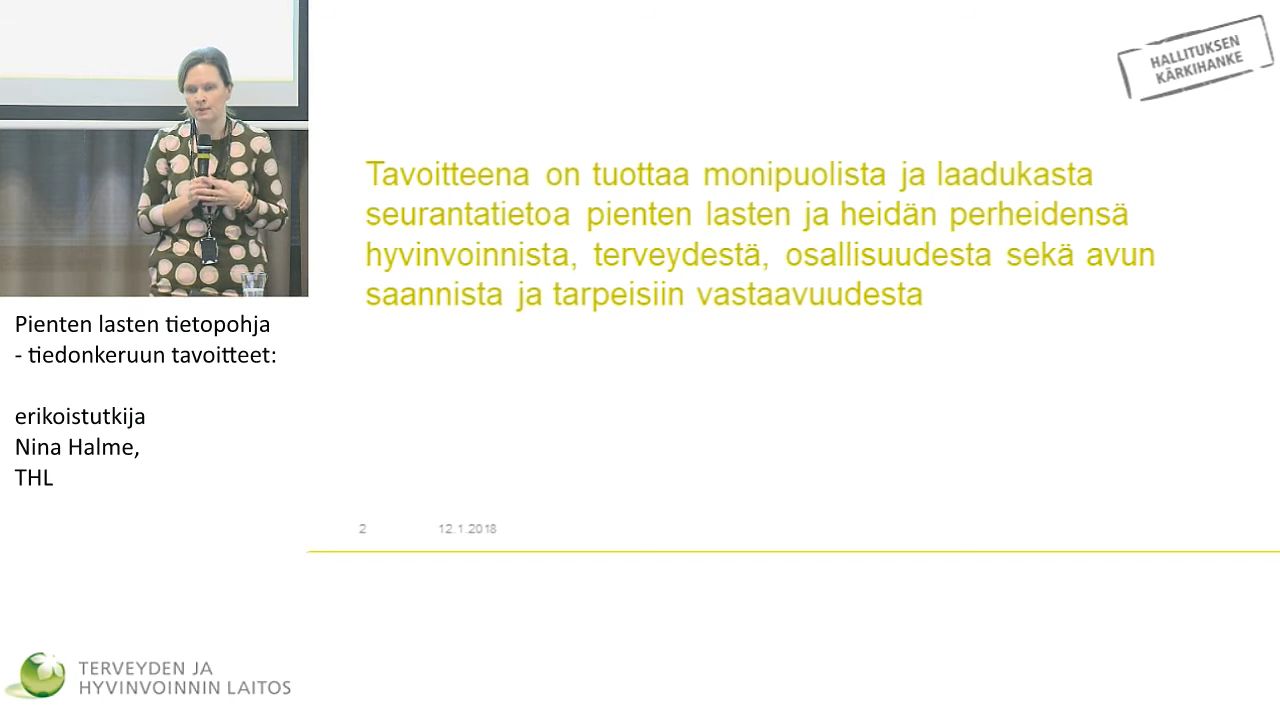 HALLITUKSEN
KÄRKIHANKE
Tavoitteena on tuottaa monipuolista ja laadukasta
seurantatietoa pienten lasten ja heidän perheidensä
hyvinvoinnista, terveydestä, osallisuudesta sekä avun
saannista ja tarpeisiin vastaavuudesta
Pienten lasten tietopohja
- tiedonkeruun tavoitteet:
erikoistutkija
Nina Halme,
THL
2 12.1.2018
TERVEYDEN JA
HYVINVOINNIN LAITOS